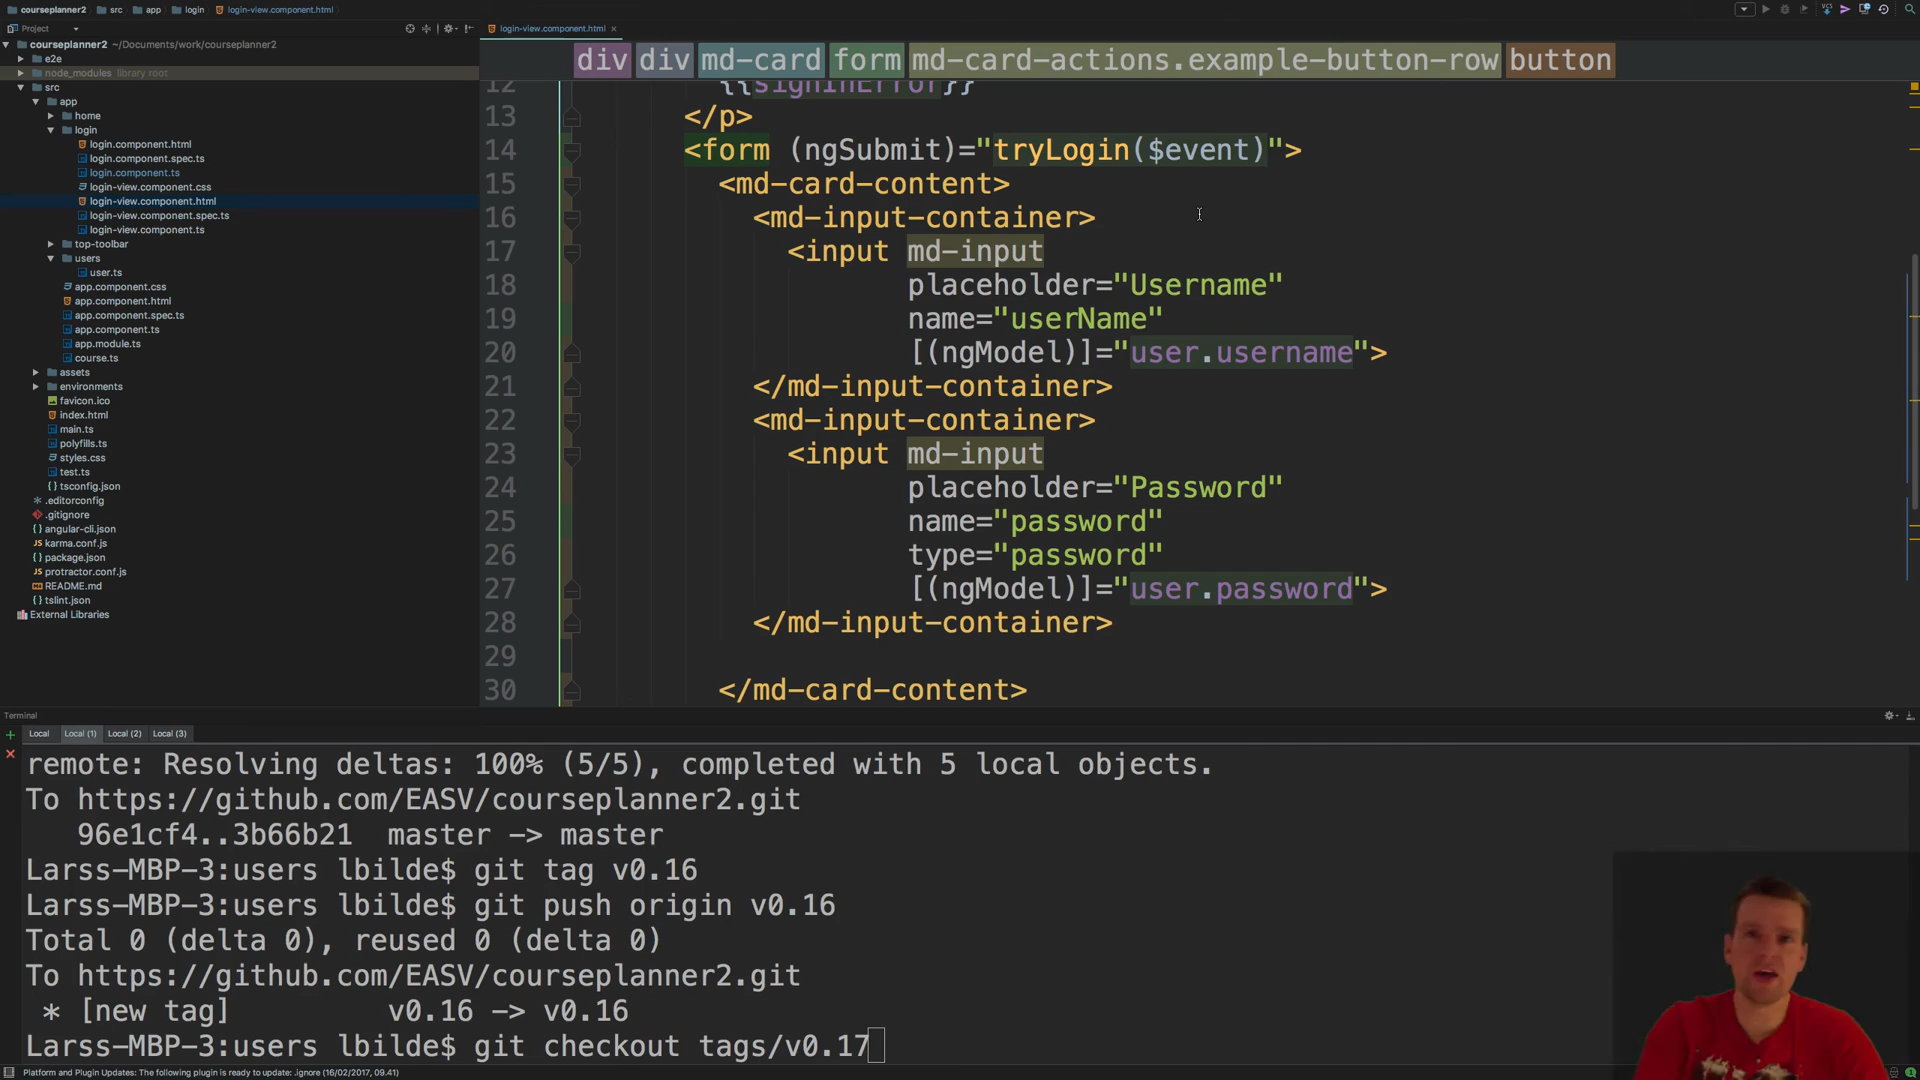 courseplanner2 src app login login-view.component.html
Project
login-view.component.html
courseplanner2 ~/Documents/work/courseplanner2
e2e
node_modules library root
src
app
home
login
login.component.html
login.component.spec.ts
login.component.ts
login-view.component.css
login-view.component.html
login-view.component.spec.ts
login-view.component.ts
top-toolbar
users
user.ts
app.component.css
app.component.html
app.component.spec.ts
app.component.ts
app.module.ts
course.ts
assets
environments
favicon.ico
index.html
main.ts
polyfills.ts
styles.css
test.ts
tsconfig.json
.editorconfig
.gitignore
angular-cli.json
karma.conf.js
package.json
protractor.conf.js
README.md
tslint.json
External Libraries
div div md-card form md-card-actions.example-button-row button
12 {{signInError}}
13 </p>
14 <form (ngSubmit)="tryLogin($event)">
15 <md-card-content>
16 <md-input-container>
17 <input md-input
18 placeholder="Username"
19 name="userName"
20 [(ngModel)]="user.username">
21 </md-input-container>
22 <md-input-container>
23 <input md-input
24 placeholder="Password"
25 name="password"
26 type="password"
27 [(ngModel)]="user.password">
28 </md-input-container>
29
30 </md-card-content>
Terminal
Local Local (1) Local (2) Local (3)
remote: Resolving deltas: 100% (5/5), completed with 5 local objects.
To https://github.com/EASV/courseplanner2.git
96e1cf4..3b66b21 master -> master
Larss-MBP-3:users lbilde$ git tag v0.16
Larss-MBP-3:users lbilde$ git push origin v0.16
Total 0 (delta 0), reused 0 (delta 0)
To https://github.com/EASV/courseplanner2.git
* [new tag] v0.16 -> v0.16
Larss-MBP-3:users lbilde$ git checkout tags/v0.17
Platform and Plugin Updates: The following plugin is ready to update: .ignore (16/02/2017, 09.41)